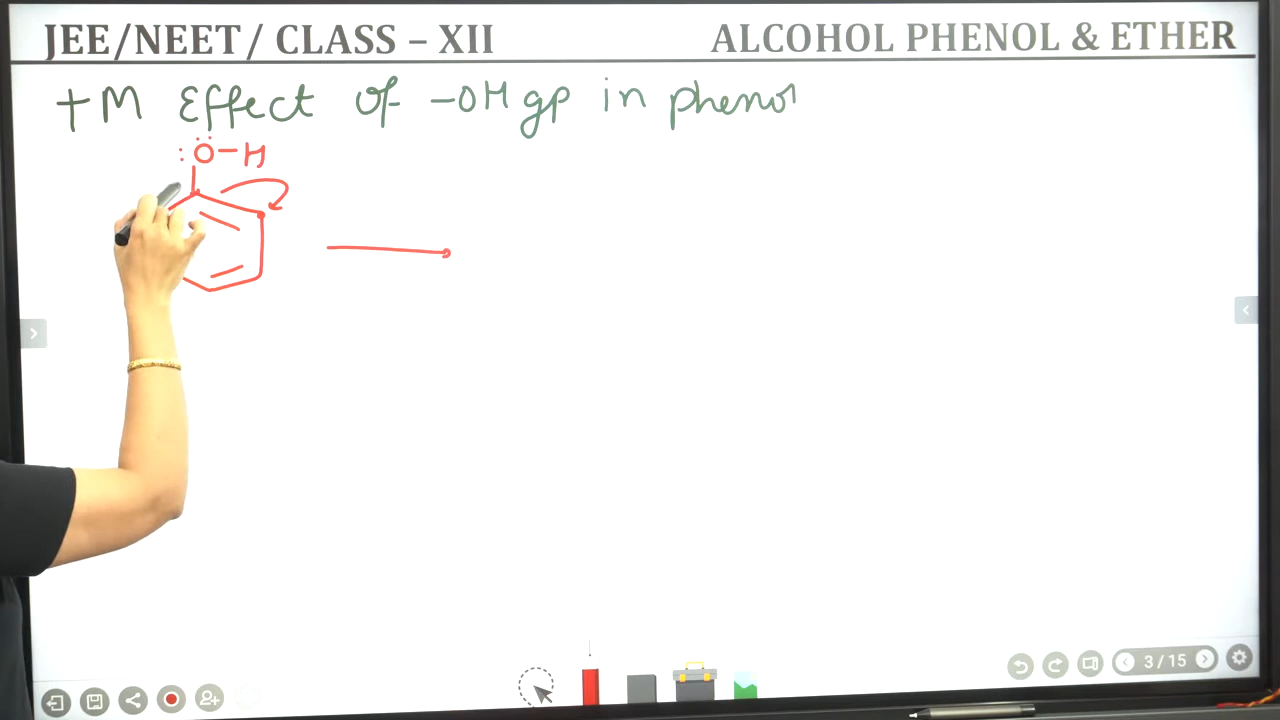 JEE/NEET/ CLASS – XII
ALCOHOL PHENOL & ETHER
+M Effect of -OH gp in phenol
:Ö-H
3/15